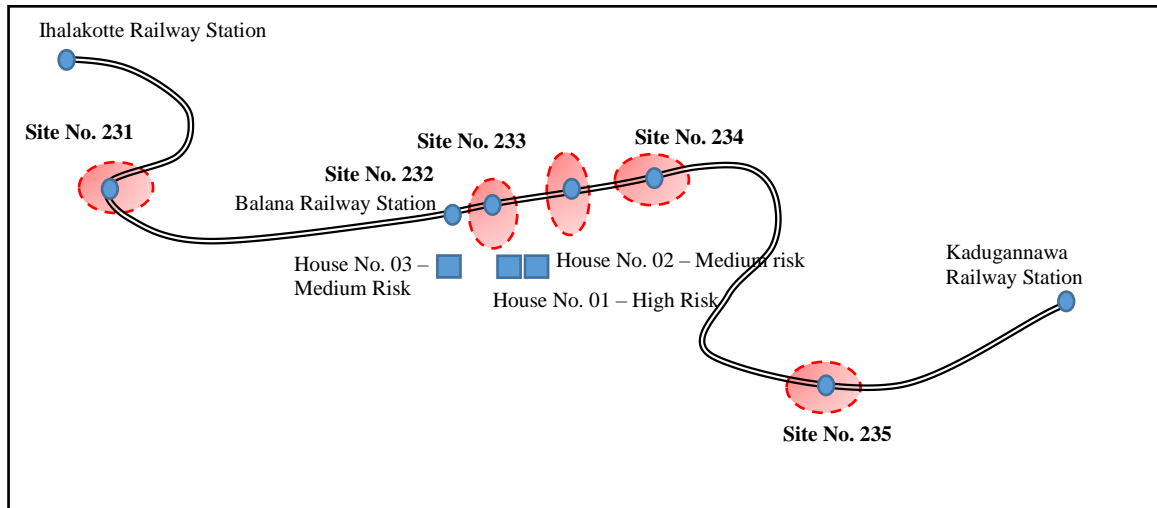 Ihalakotte Railway Station
Site No. 231
Site No. 233
Site No. 234
Site No. 232
Balana Railway Station
House No. 03 –
Medium Risk
House No. 02 – Medium risk
House No. 01 – High Risk
Kadugannawa
Railway Station
Site No. 235